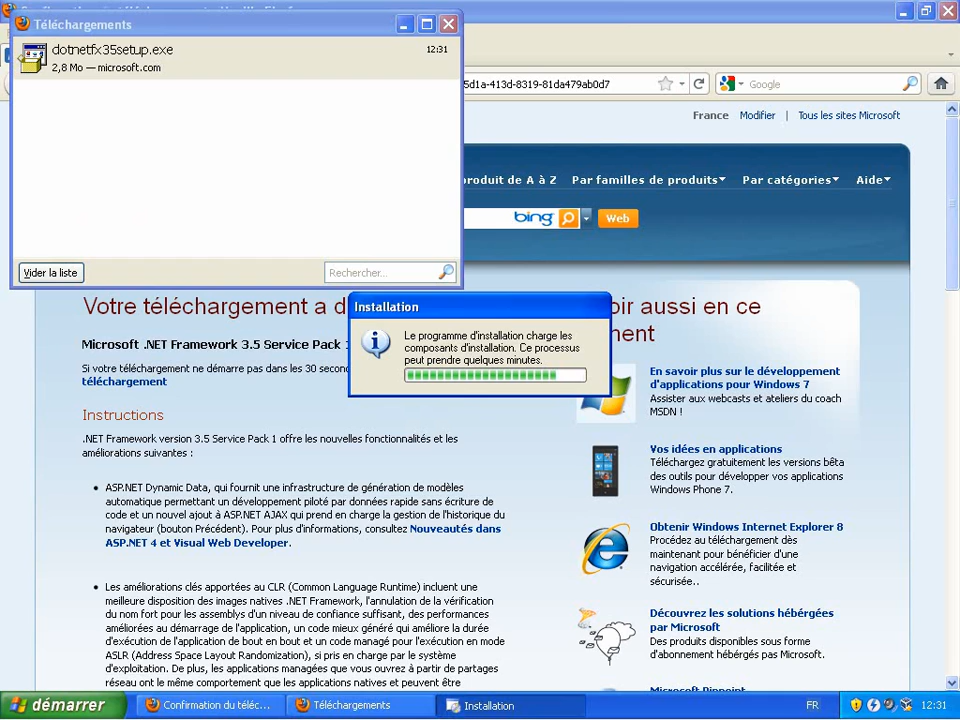 Téléchargements
dotnetfx35setup.exe
12:31
2,8 Mo — microsoft.com
5d1a-413d-8319-81da479ab0d7
Google
France Modifier | Tous les sites Microsoft
produit de A à Z Par familles de produits Par catégories Aide
bing Web
Vider la liste
Rechercher...
Votre téléchargement a d
oir aussi en ce
ment
Installation
Le programme d'installation charge les
composants d'installation. Ce processus
peut prendre quelques minutes.
Microsoft .NET Framework 3.5 Service Pack 1
Si votre téléchargement ne démarre pas dans les 30 secon
téléchargement
Instructions
.NET Framework version 3.5 Service Pack 1 offre les nouvelles fonctionnalités et les
améliorations suivantes :
ASP.NET Dynamic Data, qui fournit une infrastructure de génération de modèles
automatique permettant un développement piloté par données rapide sans écriture de
code et un nouvel ajout à ASP.NET AJAX qui prend en charge la gestion de l'historique du
navigateur (bouton Précédent). Pour plus d'informations, consultez Nouveautés dans
ASP.NET 4 et Visual Web Developer.
Les améliorations clés apportées au CLR (Common Language Runtime) incluent une
meilleure disposition des images natives .NET Framework, l'annulation de la vérification
du nom fort pour les assemblys d'un niveau de confiance suffisant, des performances
améliorées au démarrage de l'application, un code mieux généré qui améliore la durée
d'exécution de l'application de bout en bout et un code managé pour l'exécution en mode
ASLR (Address Space Layout Randomization), si pris en charge par le système
d'exploitation. De plus, les applications managées que vous ouvrez à partir de partages
réseau ont le même comportement que les applications natives et peuvent être
En savoir plus sur le développement
d'applications pour Windows 7
Assister aux webcasts et ateliers du coach
MSDN !
Vos idées en applications
Téléchargez gratuitement les versions bêta
des outils pour développer vos applications
Windows Phone 7.
Obtenir Windows Internet Explorer 8
Procédez au téléchargement dès
maintenant pour bénéficier d'une
navigation accélérée, facilitée et
sécurisée..
Découvrez les solutions hébérgées
par Microsoft
Des produits disponibles sous forme
d'abonnement hébergés pas Microsoft.
Microsoft Pinpoint
démarrer
Confirmation du téléc...
Téléchargements
Installation
FR
12:31